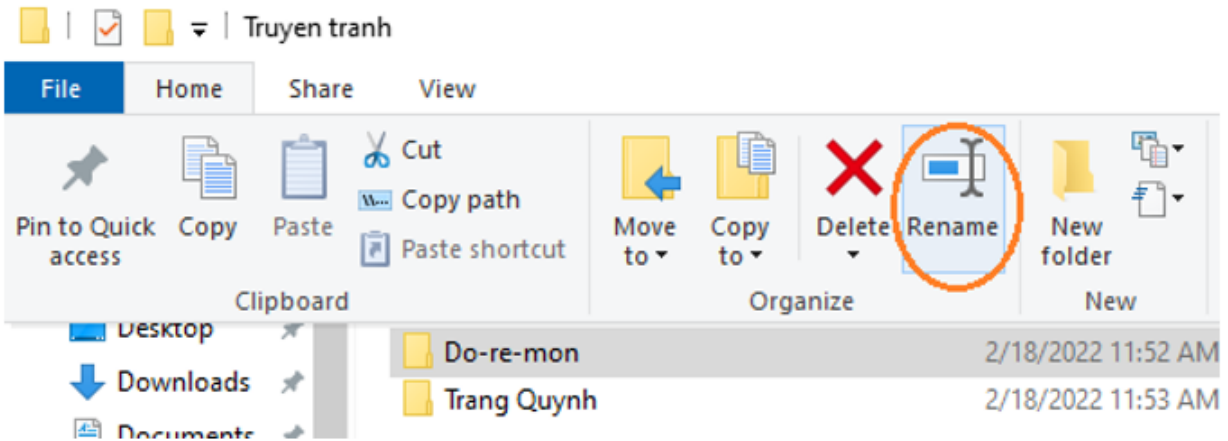 Truyen tranh
File Home Share View
Cut
Copy path
Paste shortcut
Pin to Quick access
Copy
Paste
Move to
Copy to
Delete
Rename
New folder
Clipboard
Organize
New
Desktop
Downloads
Documents
Do-re-mon 2/18/2022 11:52 AM
Trang Quynh 2/18/2022 11:53 AM